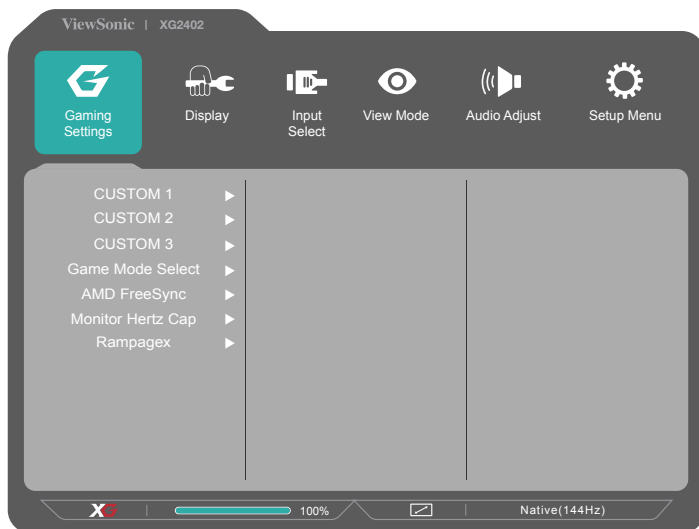 ViewSonic | XG2402
Gaming
Settings
Display
Input
Select
View Mode
Audio Adjust
Setup Menu
CUSTOM 1
CUSTOM 2
CUSTOM 3
Game Mode Select
AMD FreeSync
Monitor Hertz Cap
Rampagex
XG
100%
Native(144Hz)